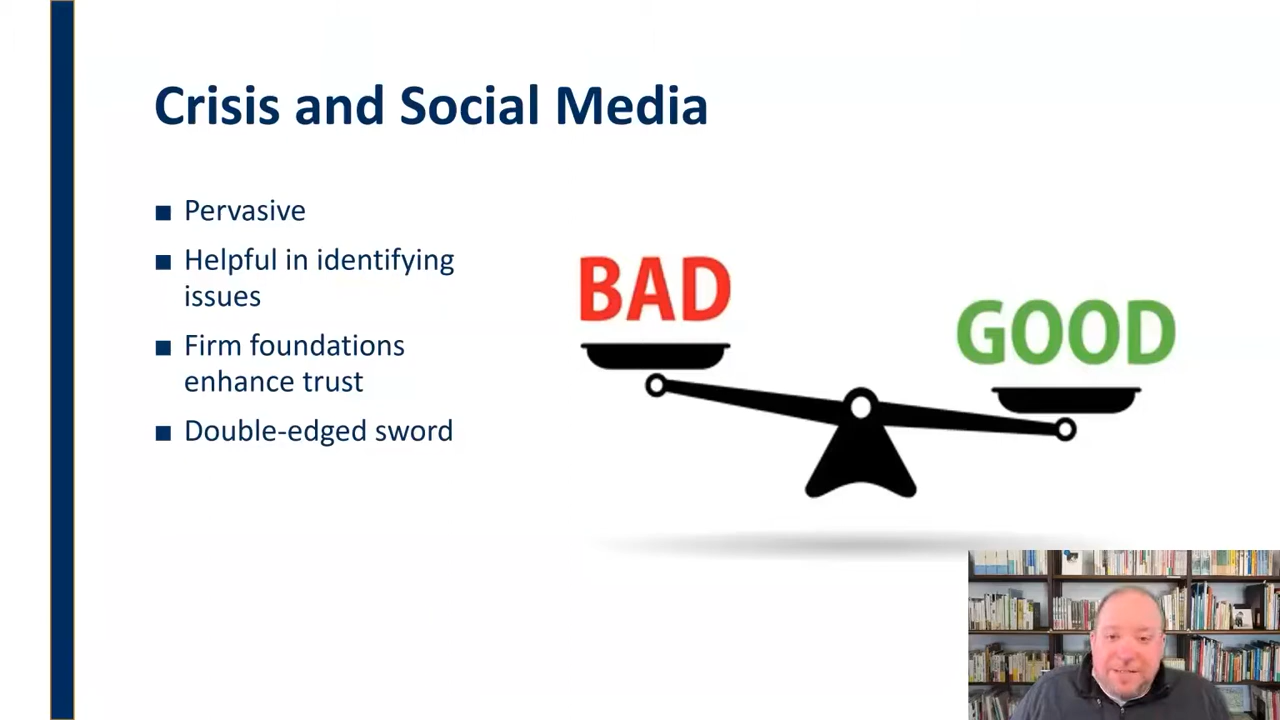 Crisis and Social Media
■ Pervasive
■ Helpful in identifying
issues
■ Firm foundations
enhance trust
■ Double-edged sword
BAD
GOOD